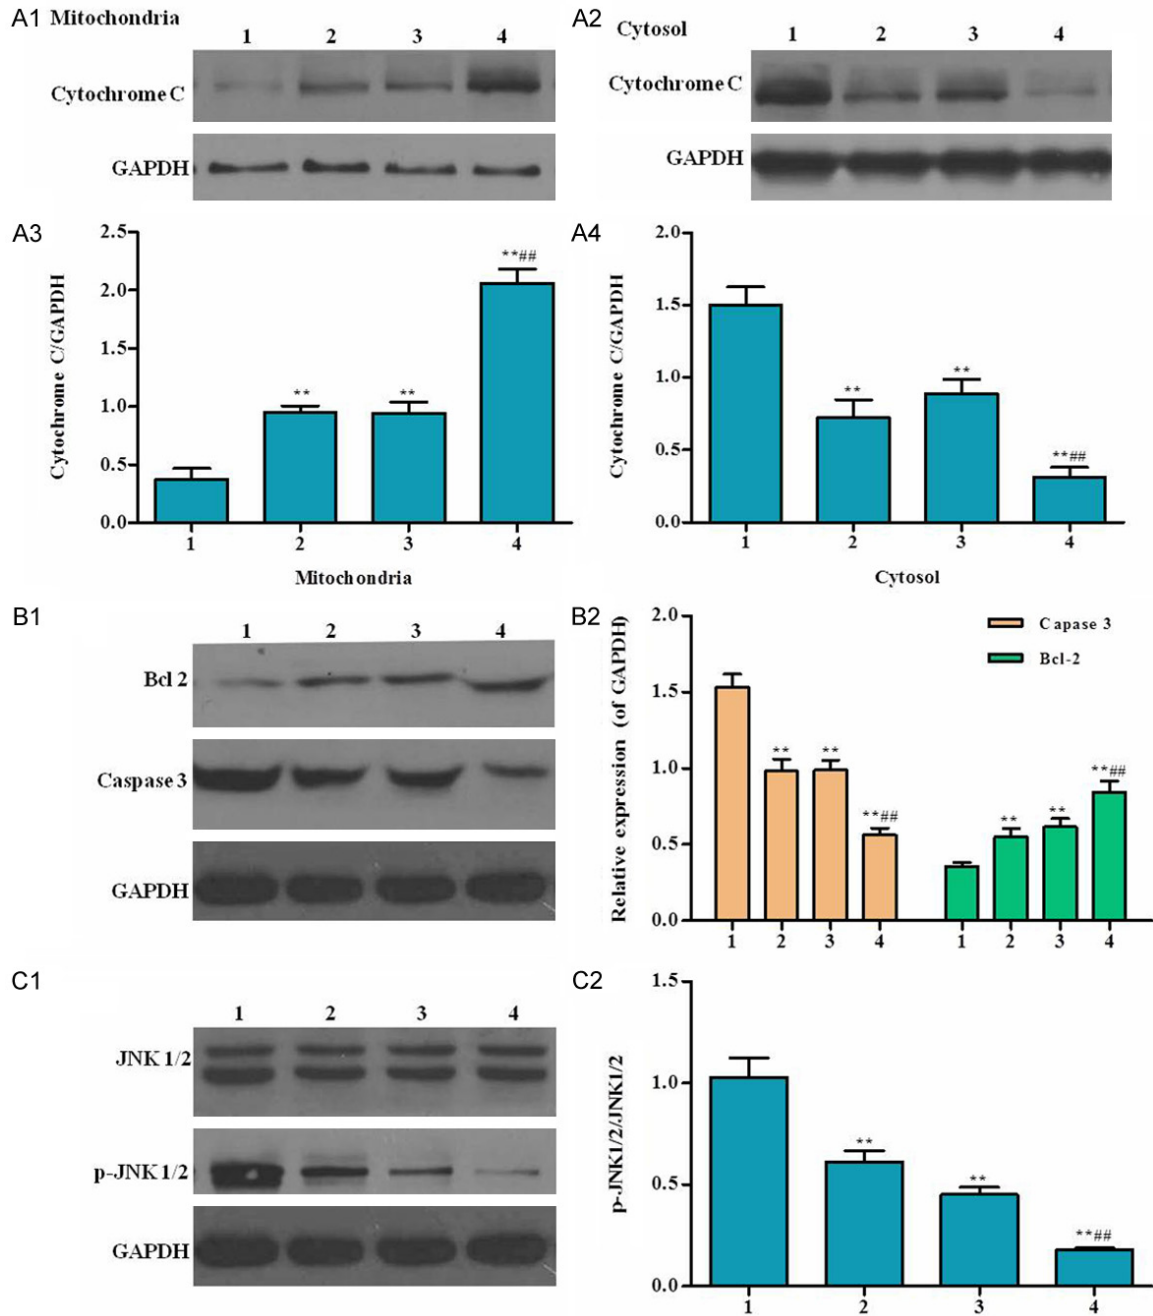 A1 Mitochondria
1 2 3 4
Cytochrome C
GAPDH
A2 Cytosol
1 2 3 4
Cytochrome C
GAPDH
A3
Cytochrome C/GAPDH
2.5
2.0
1.5
1.0
0.5
0.0
** ** **##
1 2 3 4
Mitochondria
A4
Cytochrome C/GAPDH
2.0
1.5
1.0
0.5
0.0
** ** **##
1 2 3 4
Cytosol
B1
1 2 3 4
Bcl 2
Caspase 3
GAPDH
B2
Relative expression (of GAPDH)
2.0
1.5
1.0
0.5
0.0
Capase 3
Bcl-2
** ** **## ** ** **##
1 2 3 4 1 2 3 4
C1
1 2 3 4
JNK 1/2
p-JNK 1/2
GAPDH
C2
p-JNK1/2/JNK1/2
1.5
1.0
0.5
0.0
** ** **##
1 2 3 4